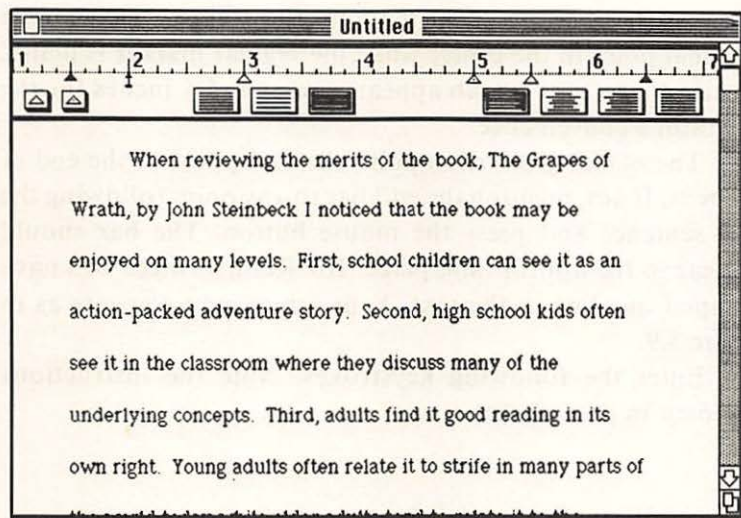 Untitled
1 2 3 4 5 6 7
When reviewing the merits of the book, The Grapes of
Wrath, by John Steinbeck I noticed that the book may be
enjoyed on many levels. First, school children can see it as an
action-packed adventure story. Second, high school kids often
see it in the classroom where they discuss many of the
underlying concepts. Third, adults find it good reading in its
own right. Young adults often relate it to strife in many parts of